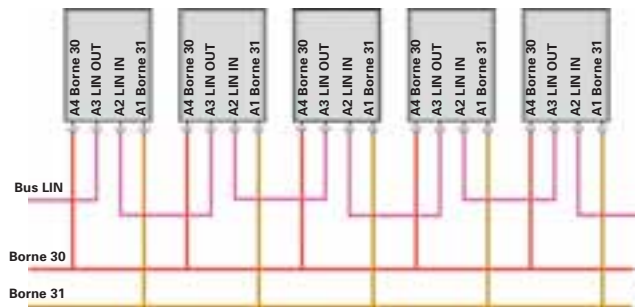 A4 Borne 30
A3 LIN OUT
A2 LIN IN
A1 Borne 31
A4 Borne 30
A3 LIN OUT
A2 LIN IN
A1 Borne 31
A4 Borne 30
A3 LIN OUT
A2 LIN IN
A1 Borne 31
A4 Borne 30
A3 LIN OUT
A2 LIN IN
A1 Borne 31
A4 Borne 30
A3 LIN OUT
A2 LIN IN
A1 Borne 31
Bus LIN
Borne 30
Borne 31